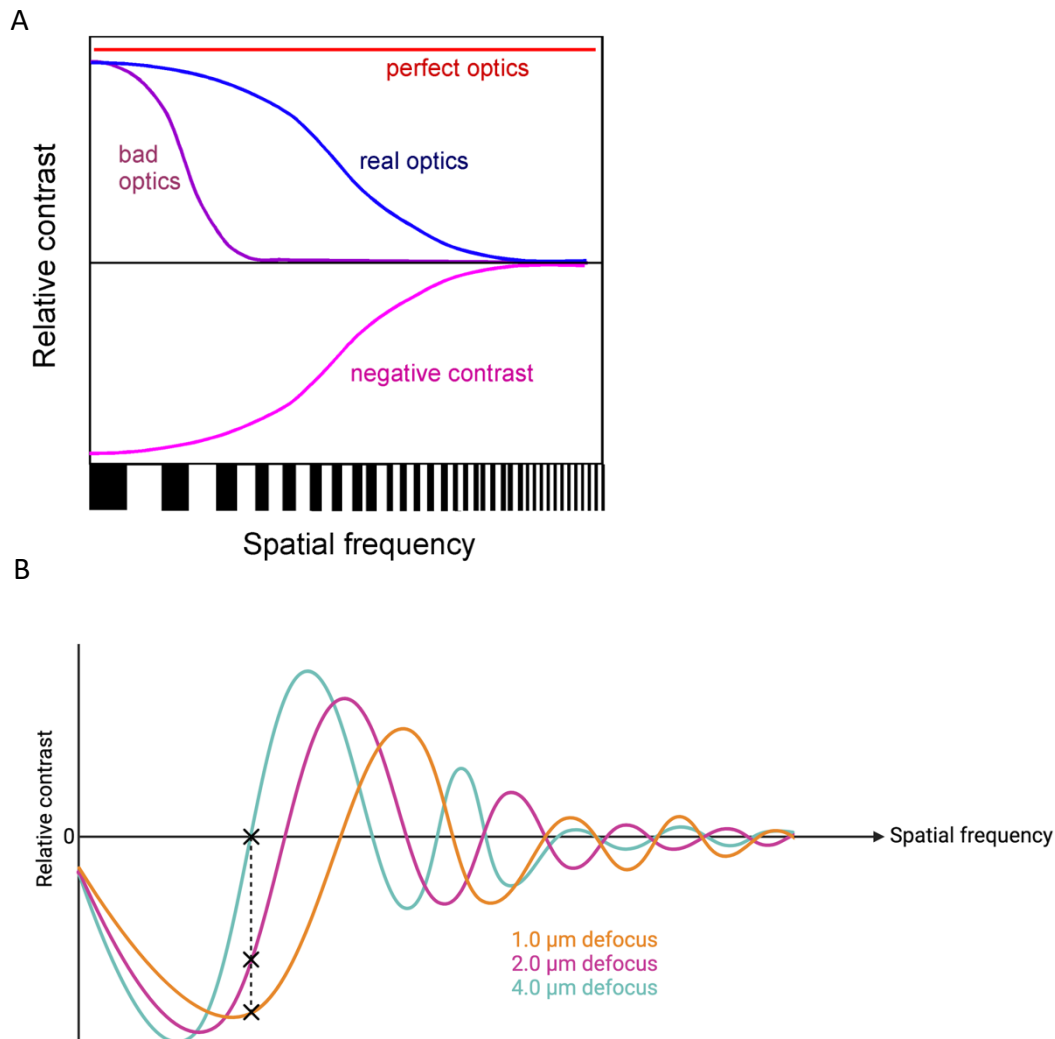 A
perfect optics
bad
optics
real optics
Relative contrast
negative contrast
Spatial frequency
B
Relative contrast
0
Spatial frequency
1.0 µm defocus
2.0 µm defocus
4.0 µm defocus